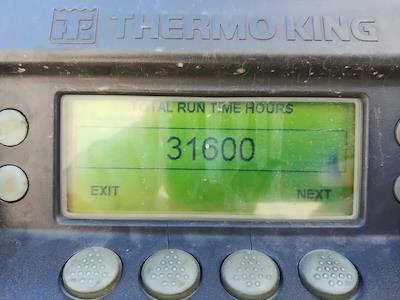 THERMO KING
TOTAL RUN TIME HOURS
31600
EXIT NEXT